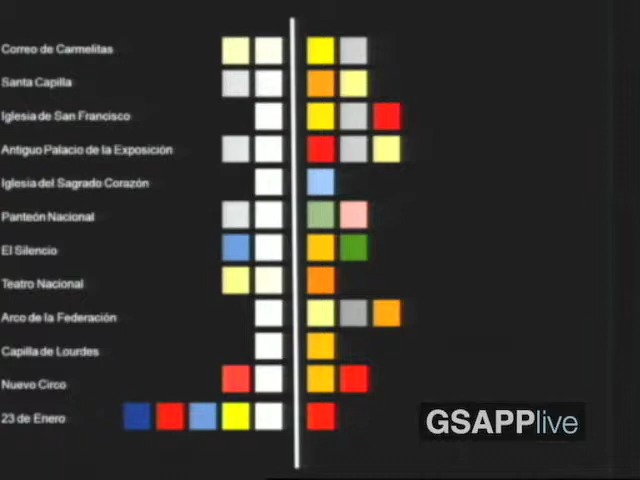 Correo de Carmelitas
Santa Capilla
Iglesia de San Francisco
Antiguo Palacio de la Exposición
Iglesia del Sagrado Corazón
Panteón Nacional
El Silencio
Teatro Nacional
Arco de la Federación
Capilla de Lourdes
Nuevo Circo
23 de Enero
GSAPPlive